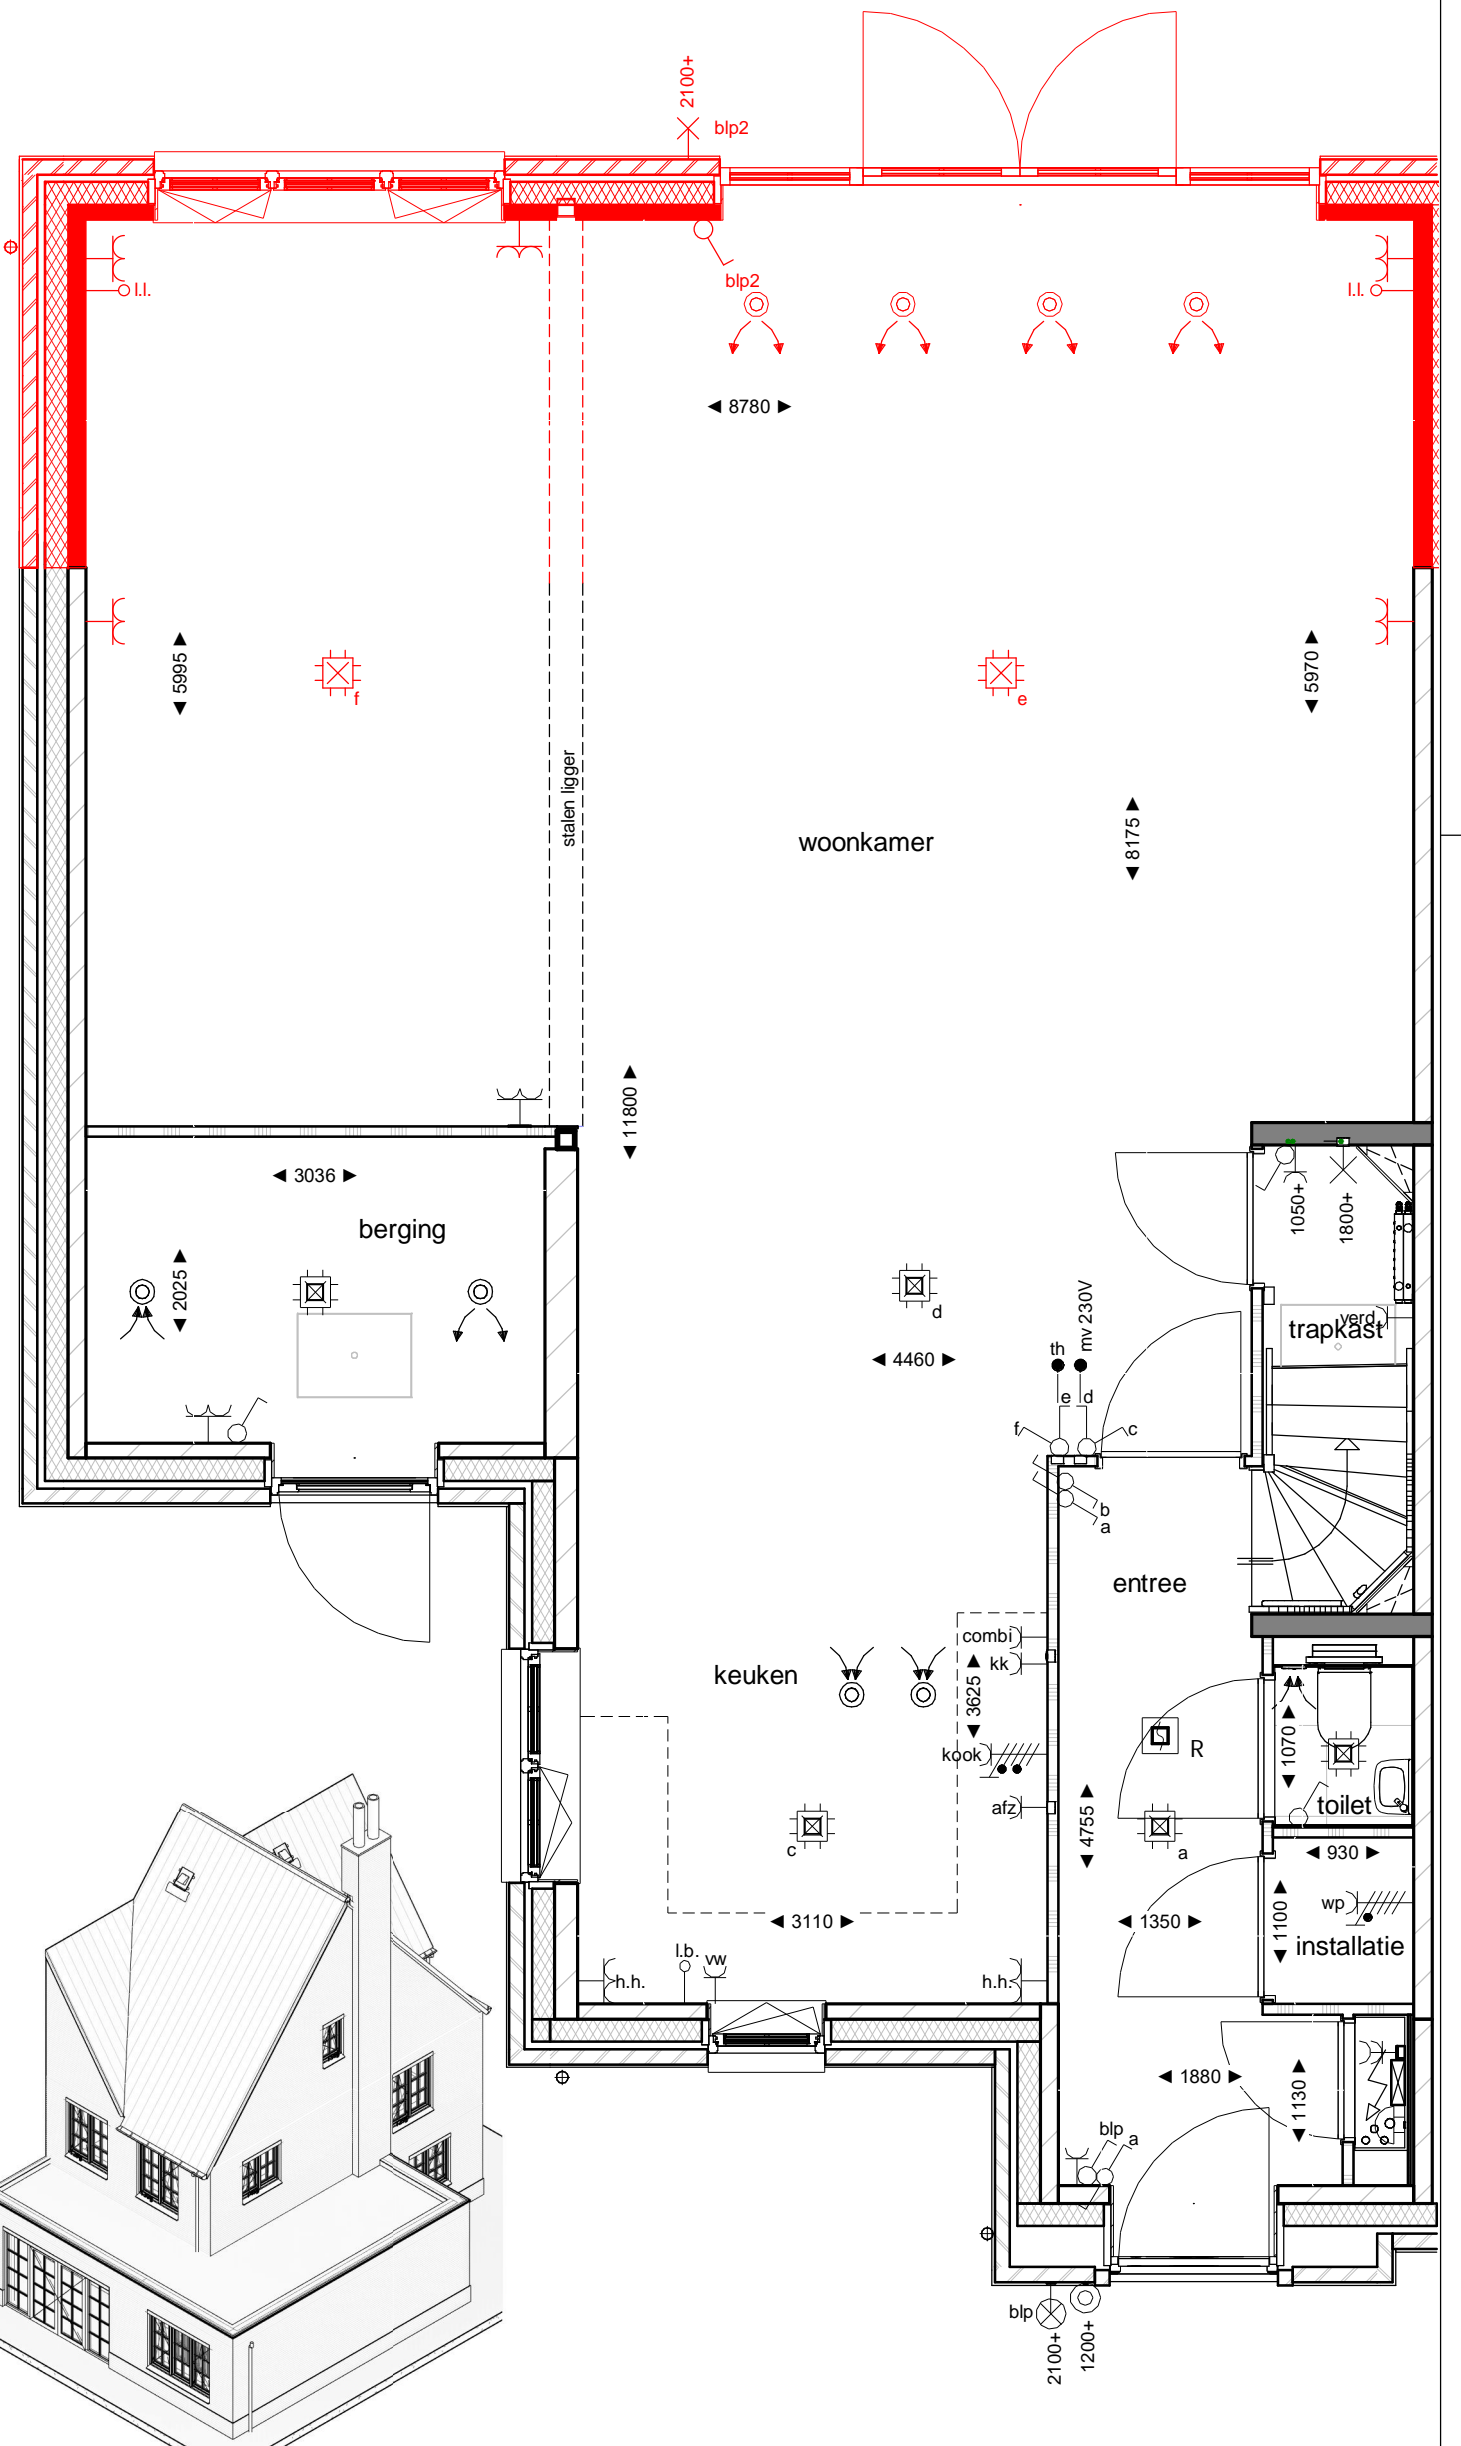 2100+
blp2
blp2
l.l.
l.l.
8780
5995
f
e
5970
stalen ligger
woonkamer
8175
11800
3036
berging
2025
1050+
1800+
d
mv 230V
th
verd.
trapkast
4460
e
d
f
c
b
a
entree
combi
kk
keuken
3625
R
1070
kook
afz
toilet
4755
c
a
930
wp
3110
1350
1100
installatie
l.b.
vw
h.h.
h.h.
1880
1130
blp
a
blp
2100+
1200+